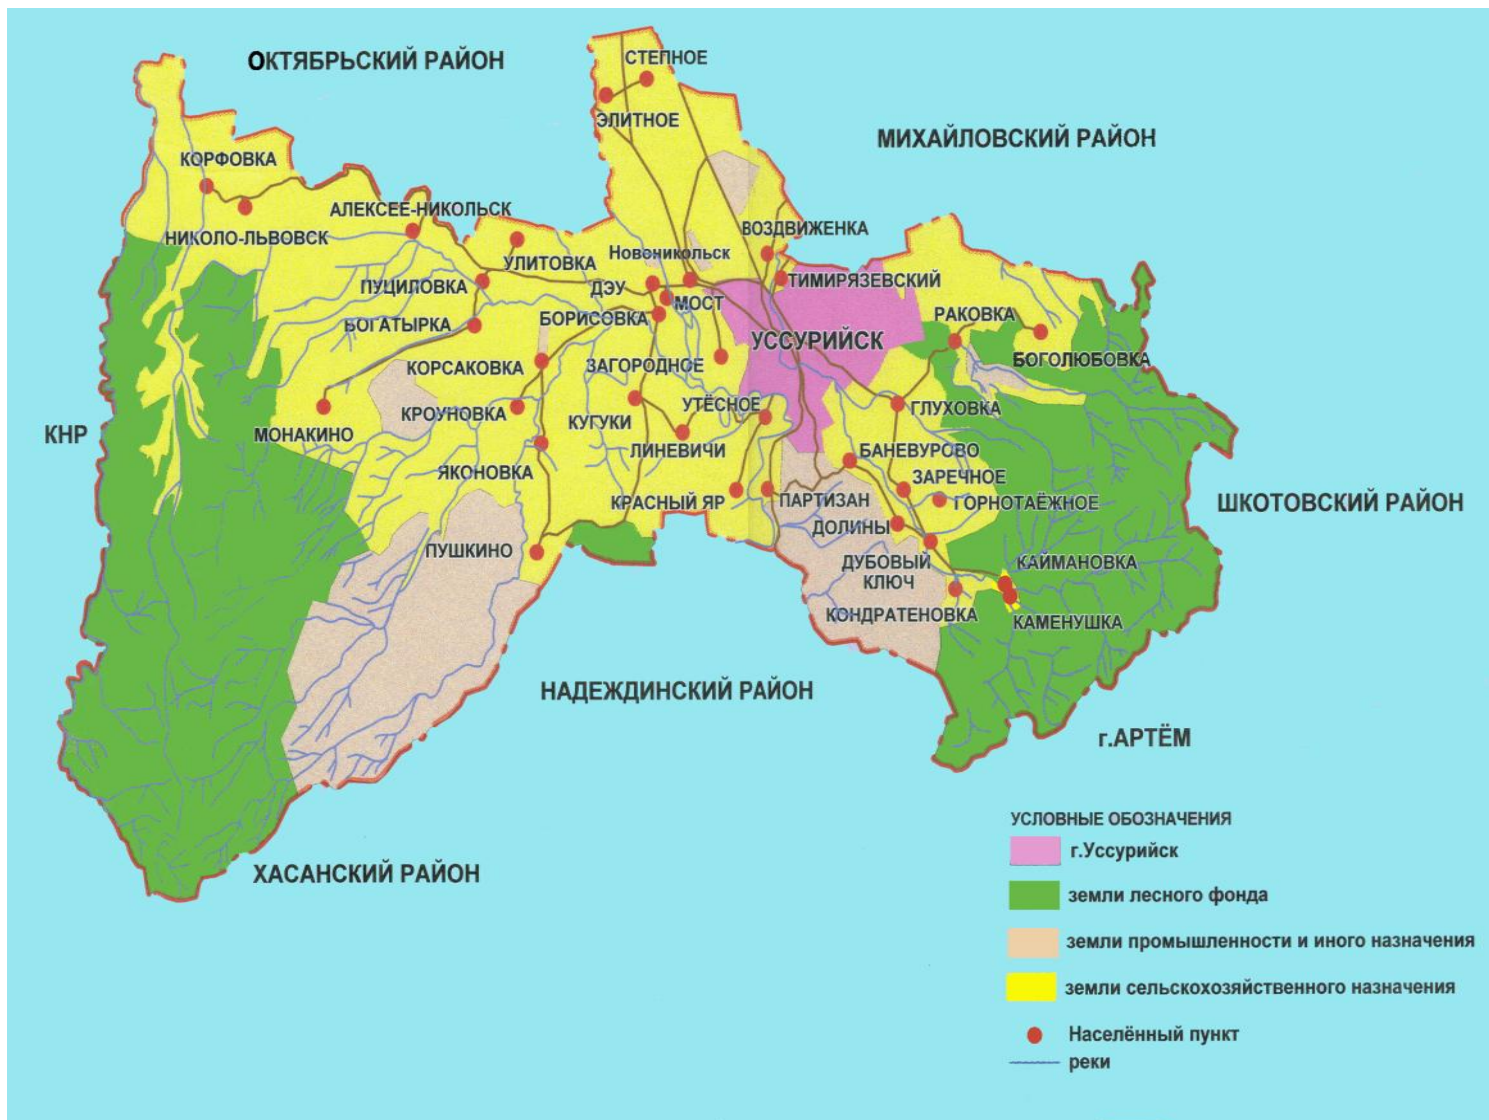 ОКТЯБРЬСКИЙ РАЙОН
СТЕПНОЕ
ЭЛИТНОЕ
МИХАЙЛОВСКИЙ РАЙОН
КОРФОВКА
АЛЕКСЕЕ-НИКОЛЬСК
НИКОЛО-ЛЬВОВСК
ВОЗДВИЖЕНКА
УЛИТОВКА
Новоникольск
ТИМИРЯЗЕВСКИЙ
ПУЦИЛОВКА
ДЭУ
МОСТ
БОГАТЫРКА
БОРИСОВКА
РАКОВКА
УССУРИЙСК
БОГОЛЮБОВКА
КОРСАКОВКА
ЗАГОРОДНОЕ
КРОУНОВКА
УТЁСНОЕ
ГЛУХОВКА
КНР
МОНАКИНО
КУГУКИ
ЛИНЕВИЧИ
БАНЕВУРОВО
ЯКОНОВКА
ЗАРЕЧНОЕ
КРАСНЫЙ ЯР
ПАРТИЗАН
ГОРНОТАЁЖНОЕ
ШКОТОВСКИЙ РАЙОН
ДОЛИНЫ
ПУШКИНО
ДУБОВЫЙ
КЛЮЧ
КАЙМАНОВКА
КОНДРАТЕНОВКА
КАМЕНУШКА
НАДЕЖДИНСКИЙ РАЙОН
г.АРТЁМ
ХАСАНСКИЙ РАЙОН
УСЛОВНЫЕ ОБОЗНАЧЕНИЯ
г.Уссурийск
земли лесного фонда
земли промышленности и иного назначения
земли сельскохозяйственного назначения
Населённый пункт
реки